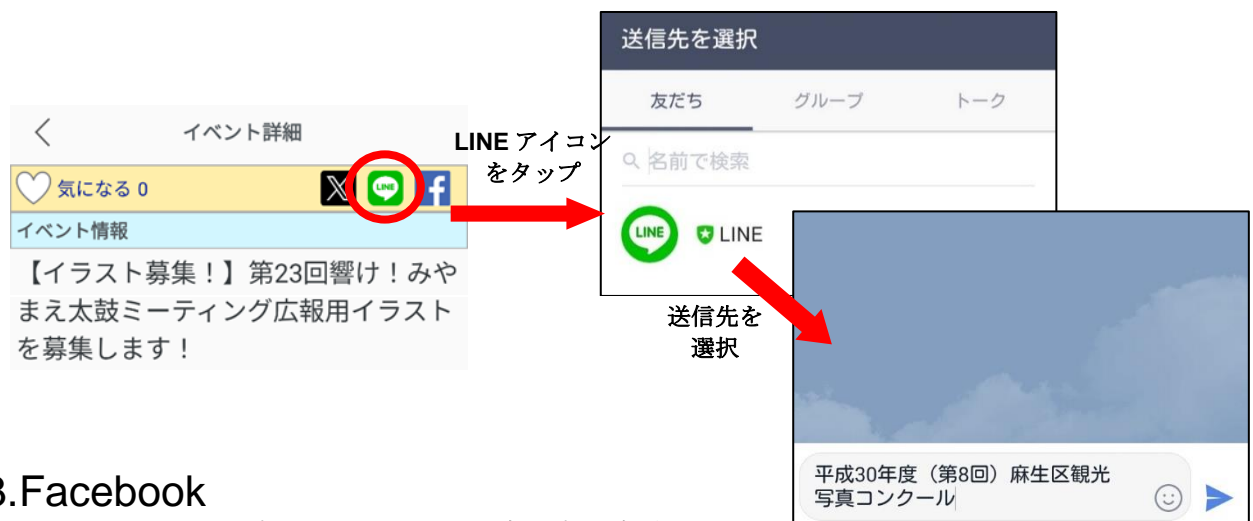 イベント詳細
気になる 0
LINE
イベント情報
【イラスト募集！】第23回響け！みや
まえ太鼓ミーティング広報用イラスト
を募集します！
LINE アイコン
をタップ
送信先を選択
友だち グループ トーク
名前で検索
LINE LINE
送信先を
選択
平成30年度（第8回）麻生区観光
写真コンクール
3.Facebook